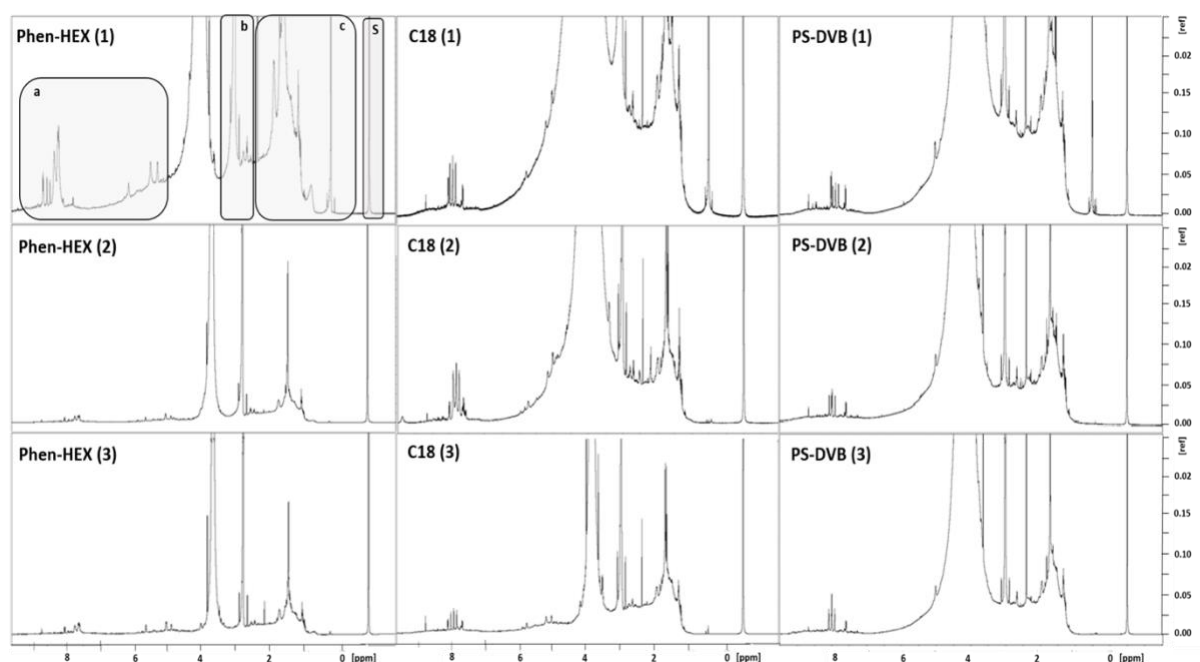 Phen-HEX (1)
a
b
c
S
C18 (1)
PS-DVB (1)
[ref]
0.02
0.15
0.10
0.05
0.00
Phen-HEX (2)
C18 (2)
PS-DVB (2)
[ref]
0.02
0.15
0.10
0.05
0.00
Phen-HEX (3)
C18 (3)
PS-DVB (3)
[ref]
0.02
0.15
0.10
0.05
0.00
8 6 4 2 0 [ppm] 8 6 4 2 0 [ppm] 8 6 4 2 0 [ppm]